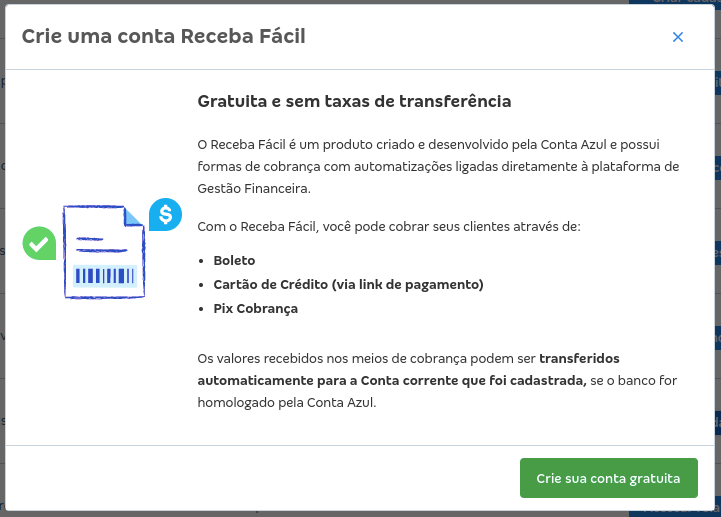 Crie uma conta Receba Fácil
Gratuita e sem taxas de transferência
O Receba Fácil é um produto criado e desenvolvido pela Conta Azul e possui
formas de cobrança com automatizações ligadas diretamente à plataforma de
Gestão Financeira.
Com o Receba Fácil, você pode cobrar seus clientes através de:
• Boleto
• Cartão de Crédito (via link de pagamento)
• Pix Cobrança
Os valores recebidos nos meios de cobrança podem ser transferidos
automaticamente para a Conta corrente que foi cadastrada, se o banco for
homologado pela Conta Azul.
Crie sua conta gratuita